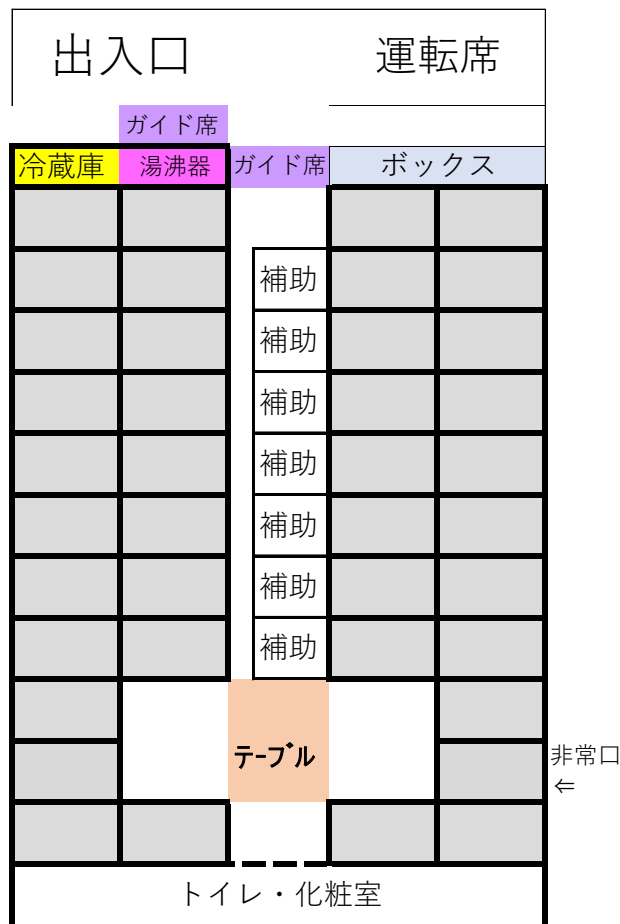 出入口 運転席
ガイド席
冷蔵庫 湯沸器 ガイド席 ボックス
補助
補助
補助
補助
補助
補助
補助
テーブル
非常口
⇐
トイレ・化粧室